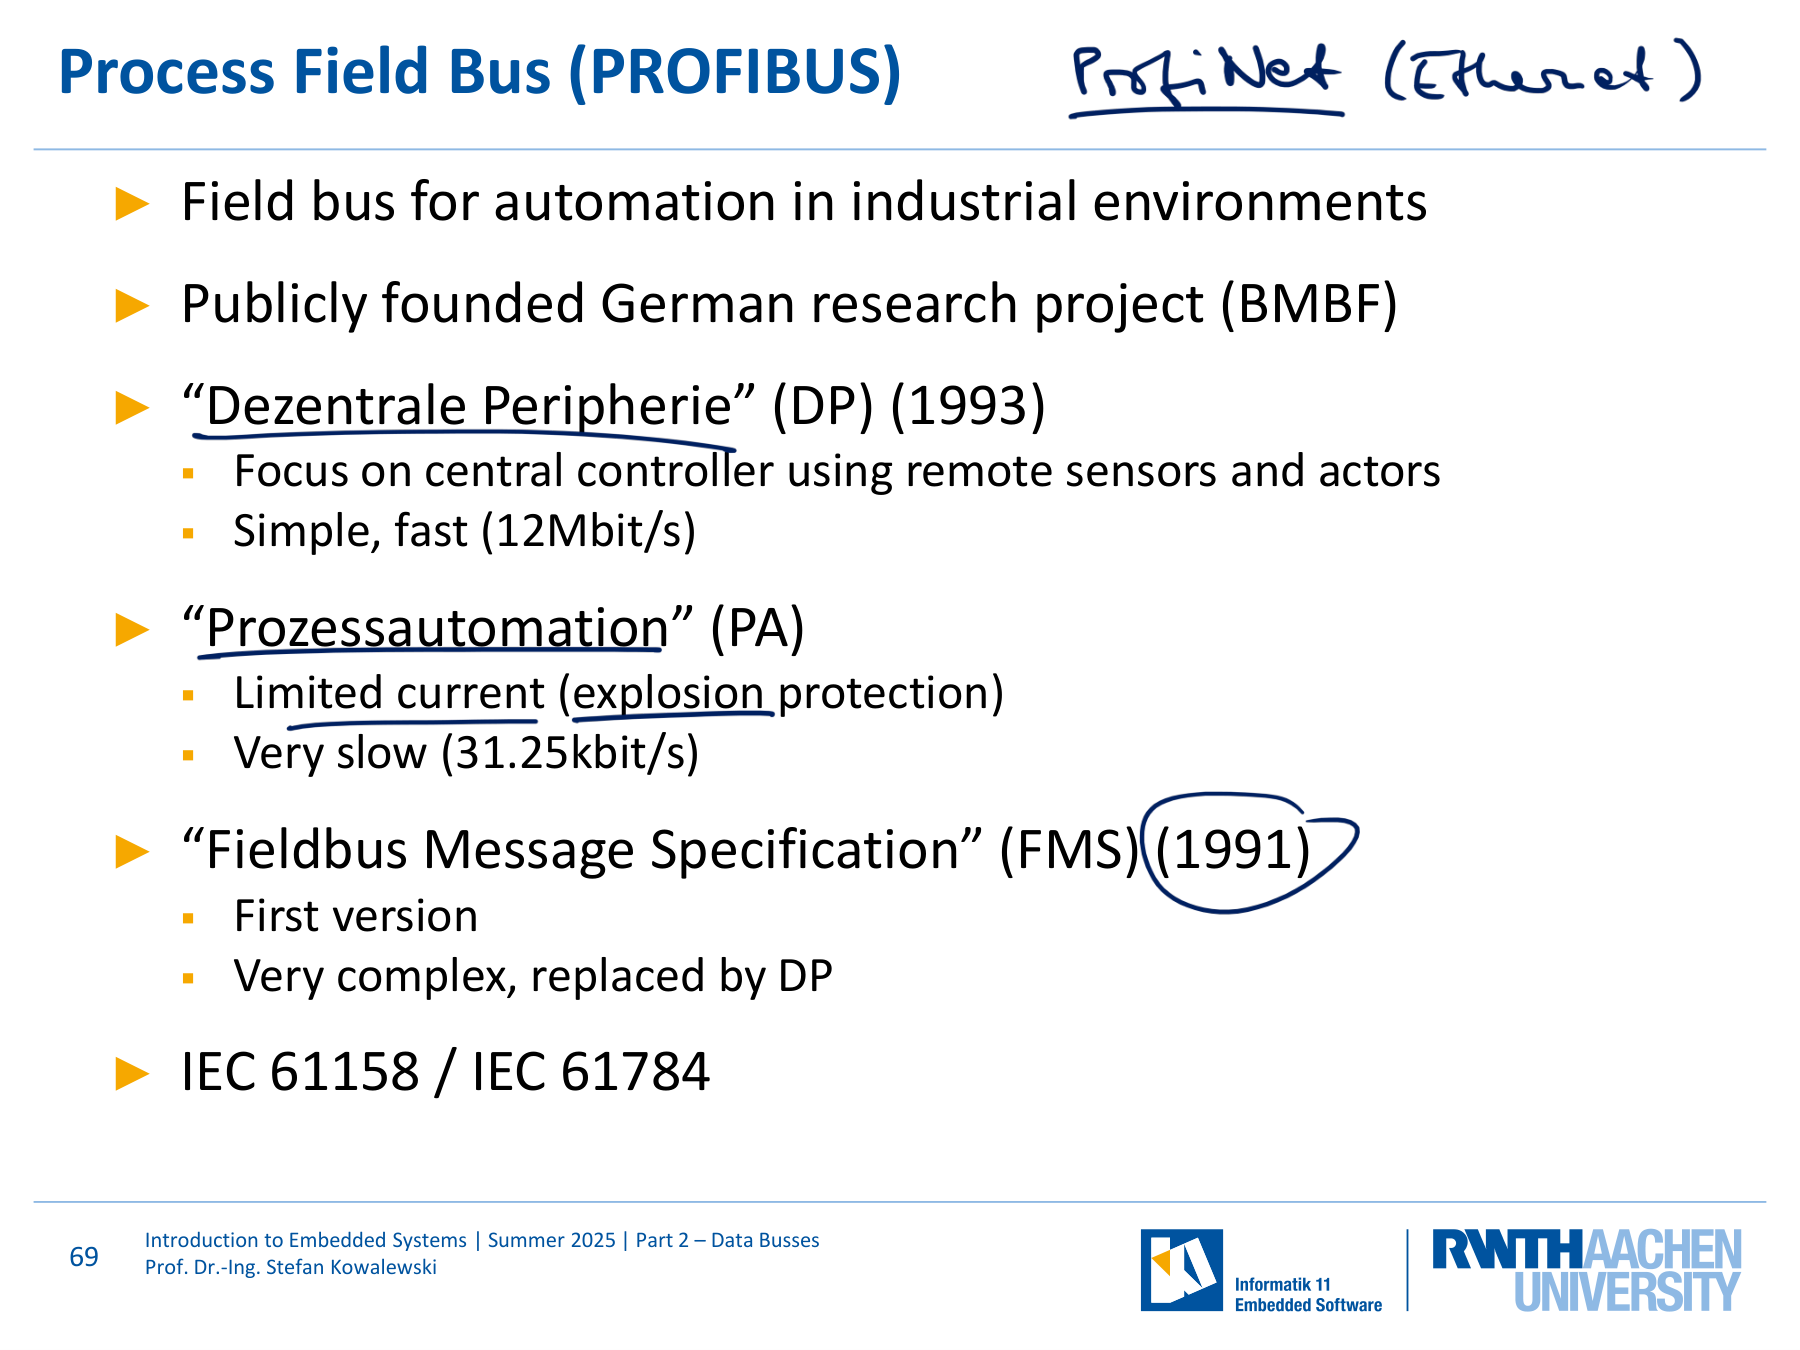 Process Field Bus (PROFIBUS)
ProfiNet (Ethernet)
► Field bus for automation in industrial environments
► Publicly founded German research project (BMBF)
► “Dezentrale Peripherie” (DP) (1993)
▪ Focus on central controller using remote sensors and actors
▪ Simple, fast (12Mbit/s)
► “Prozessautomation” (PA)
▪ Limited current (explosion protection)
▪ Very slow (31.25kbit/s)
► “Fieldbus Message Specification” (FMS) (1991)
▪ First version
▪ Very complex, replaced by DP
► IEC 61158 / IEC 61784
69
Introduction to Embedded Systems | Summer 2025 | Part 2 – Data Busses
Prof. Dr.-Ing. Stefan Kowalewski
Informatik 11
Embedded Software
RWTHAACHEN
UNIVERSITY